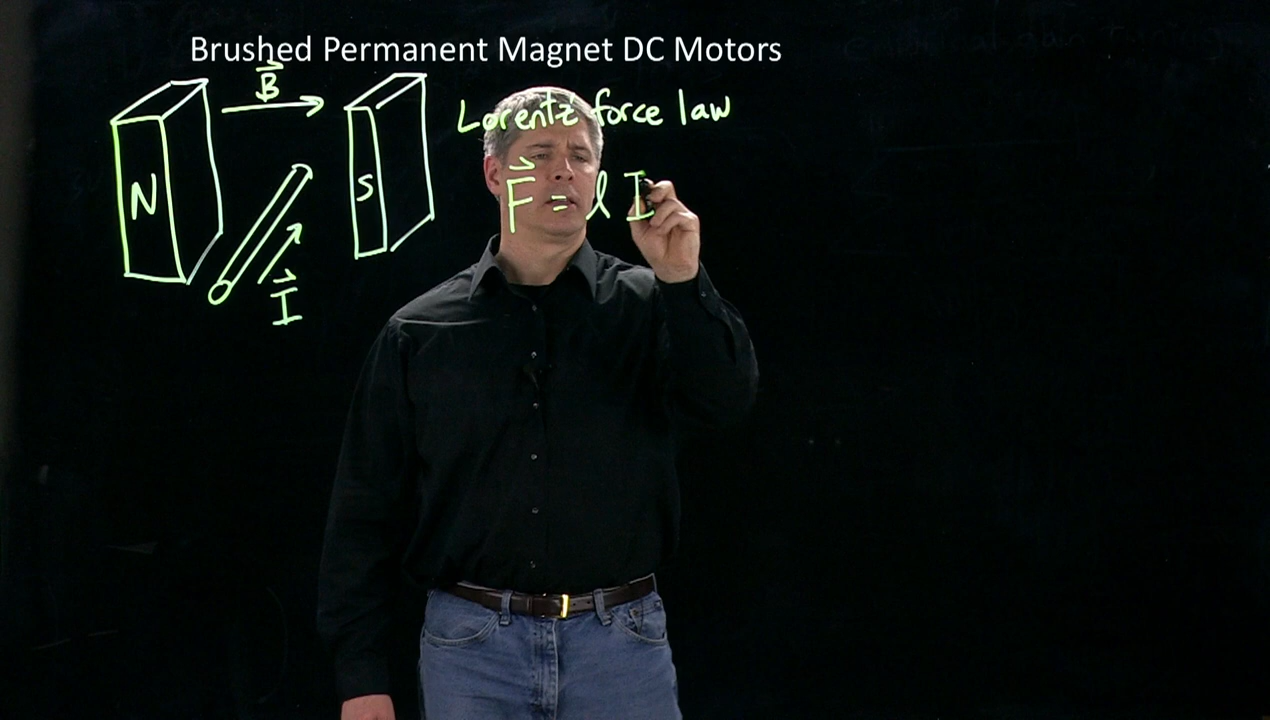 Brushed Permanent Magnet DC Motors
B
Lorentz force law
N
S
F = l I
I